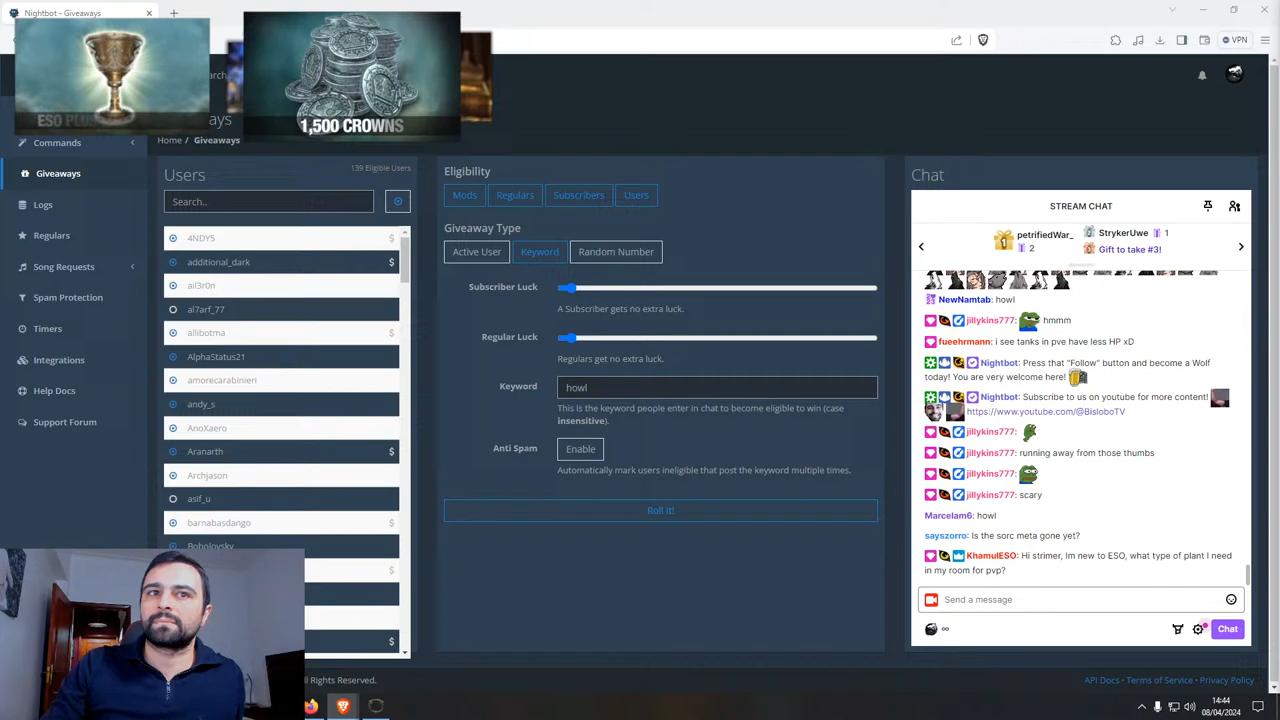 Nightbot - Giveaways
VPN
ESO PLUS
1,500 CROWNS
Home / Giveaways
Commands
Giveaways
Logs
Regulars
Song Requests
Spam Protection
Timers
Integrations
Help Docs
Support Forum
Users
139 Eligible Users
Search..
4NDY5
additional_dark
ail3r0n
al7arf_77
allibotma
AlphaStatus21
amorecarabinieri
andy_s
AnoXaero
Aranarth
Archjason
asif_u
barnabasdango
Bobolovsky
Eligibility
Mods
Regulars
Subscribers
Users
Giveaway Type
Active User
Keyword
Random Number
Subscriber Luck
A Subscriber gets no extra luck.
Regular Luck
Regulars get no extra luck.
Keyword
howl
This is the keyword people enter in chat to become eligible to win (case
insensitive).
Anti Spam
Enable
Automatically mark users ineligible that post the keyword multiple times.
Roll It!
Chat
STREAM CHAT
petrifiedWar_
2
StrykerUwe 1
Gift to take #3!
NewNamtab: howl
jillykins777: hmmm
fueehrmann: i see tanks in pve have less HP xD
Nightbot: Press that "Follow" button and become a Wolf
today! You are very welcome here!
Nightbot: Subscribe to us on youtube for more content!
https://www.youtube.com/@BisloboTV
jillykins777:
jillykins777: running away from those thumbs
jillykins777:
jillykins777: scary
Marcelam6: howl
sayszorro: Is the sorc meta gone yet?
KhamulESO: Hi strimer, Im new to ESO, what type of plant I need
in my room for pvp?
Send a message
Chat
ll Rights Reserved.
API Docs • Terms of Service • Privacy Policy
14:44
08/04/2024